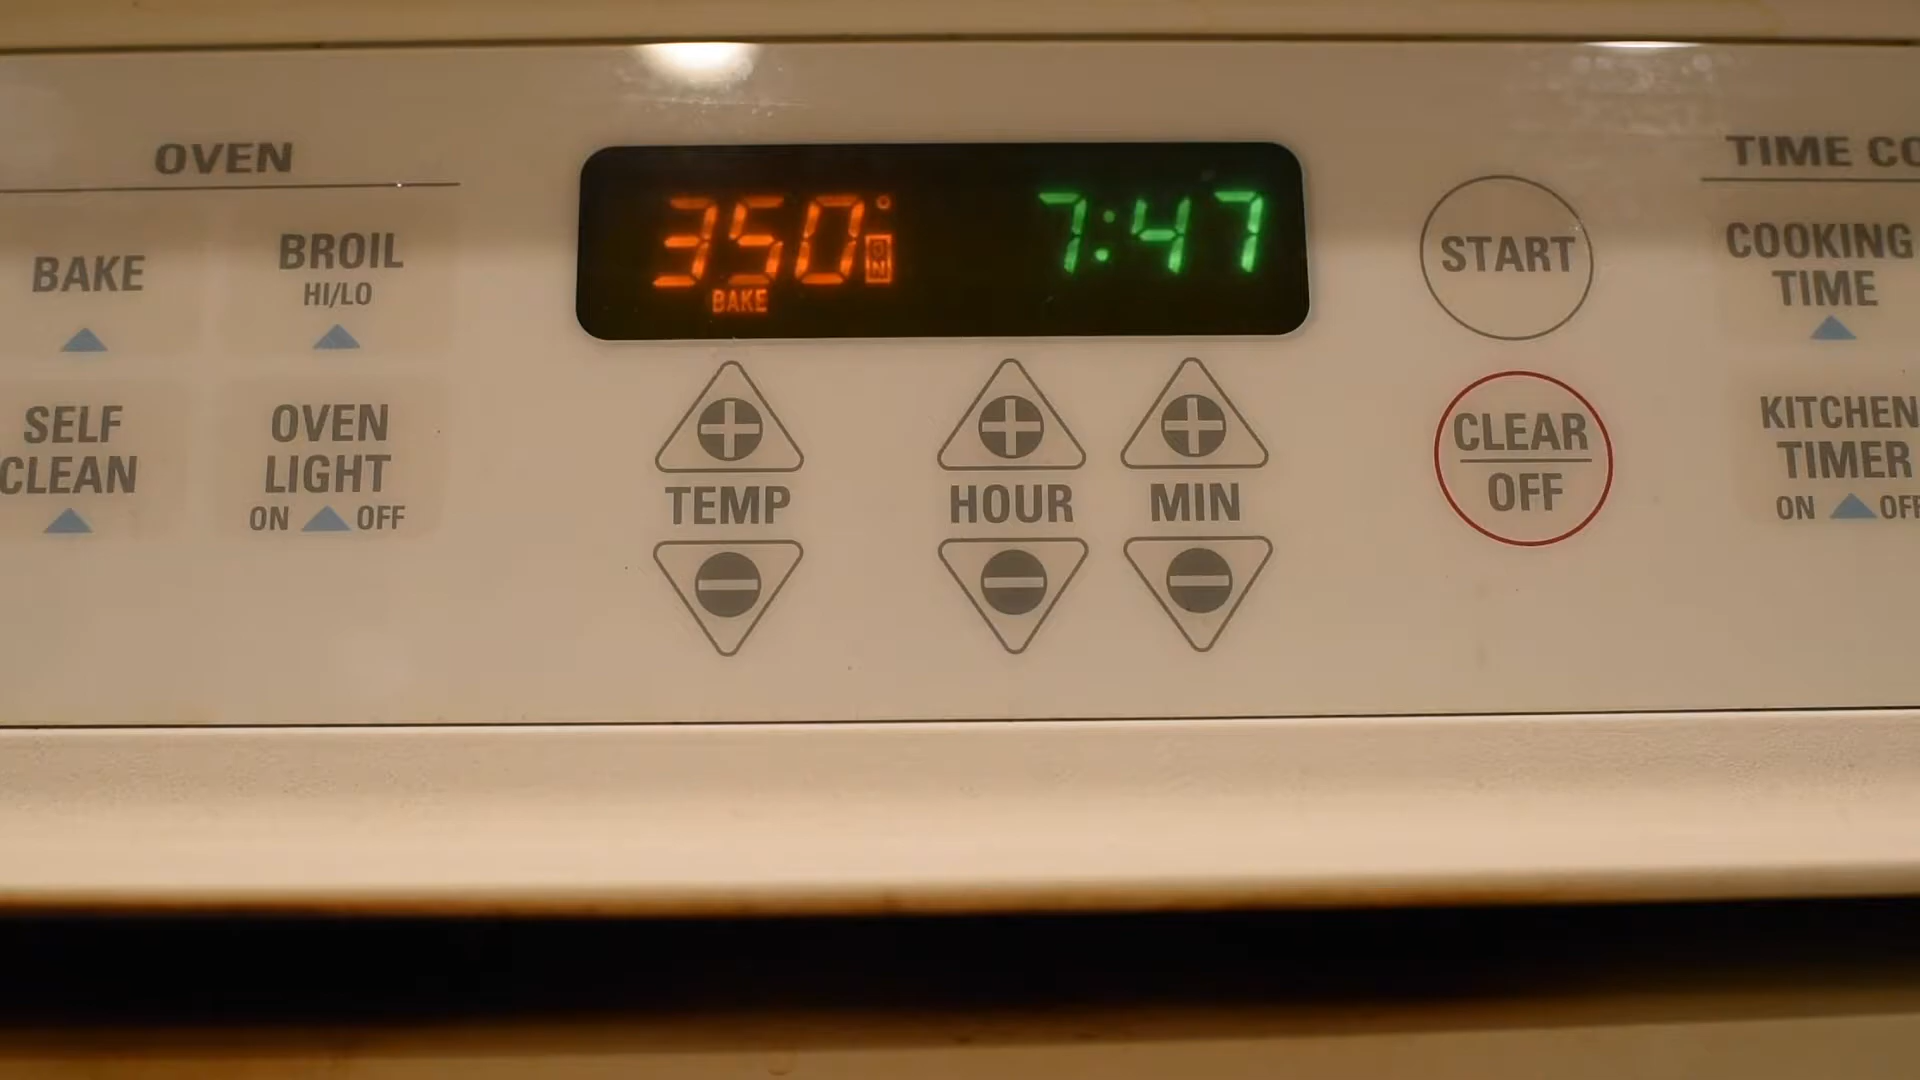 OVEN
BAKE
BROIL
HI/LO
SELF
CLEAN
OVEN
LIGHT
ON OFF
350°
ON
BAKE
7:47
TEMP
HOUR
MIN
START
CLEAR
OFF
TIME CO
COOKING
TIME
KITCHEN
TIMER
ON OFF